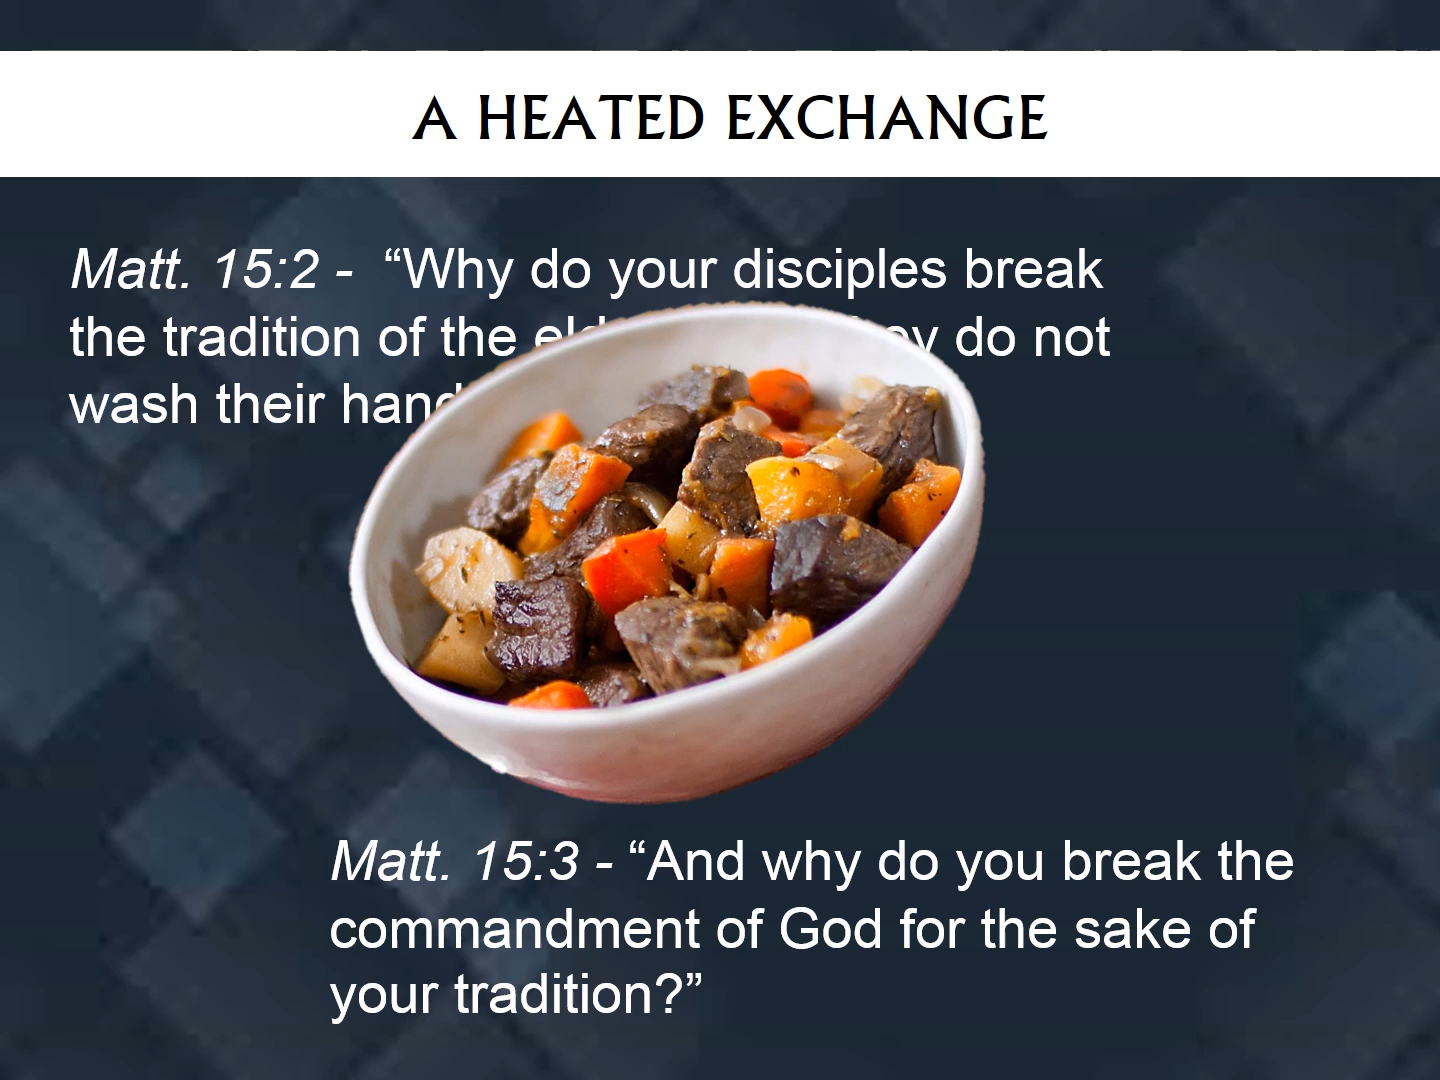 A HEATED EXCHANGE
Matt. 15:2 - “Why do your disciples break
the tradition of the do not
wash their
Matt. 15:3 - “And why do you break the
commandment of God for the sake of
your tradition?”